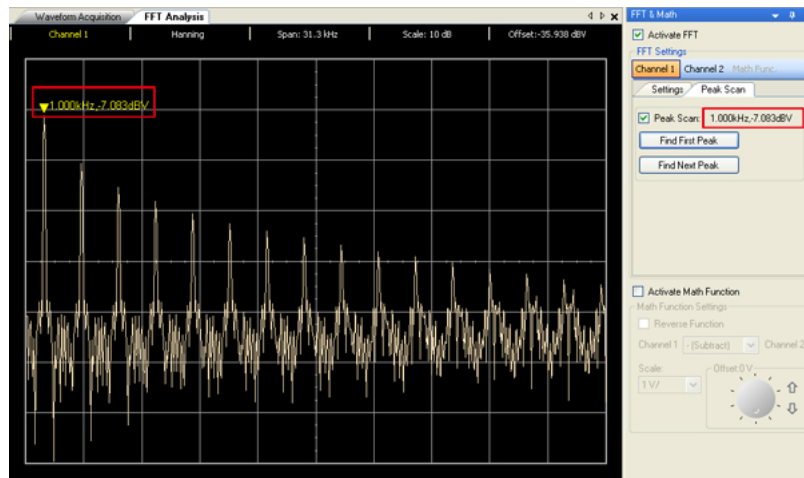 Waveform Acquisition FFT Analysis
Channel 1 Hanning Span: 31.3 kHz Scale: 10 dB Offset:-35.938 dBV
1.000kHz,-7.083dBV
FFT & Math
Activate FFT
FFT Settings
Channel 1 Channel 2 Math Func.
Settings Peak Scan
Peak Scan: 1.000kHz,-7.083dBV
Find First Peak
Find Next Peak
Activate Math Function
Math Function Settings
Reverse Function
Channel 1 - (Subtract) Channel 2
Scale: Offset:0 V
1 V/